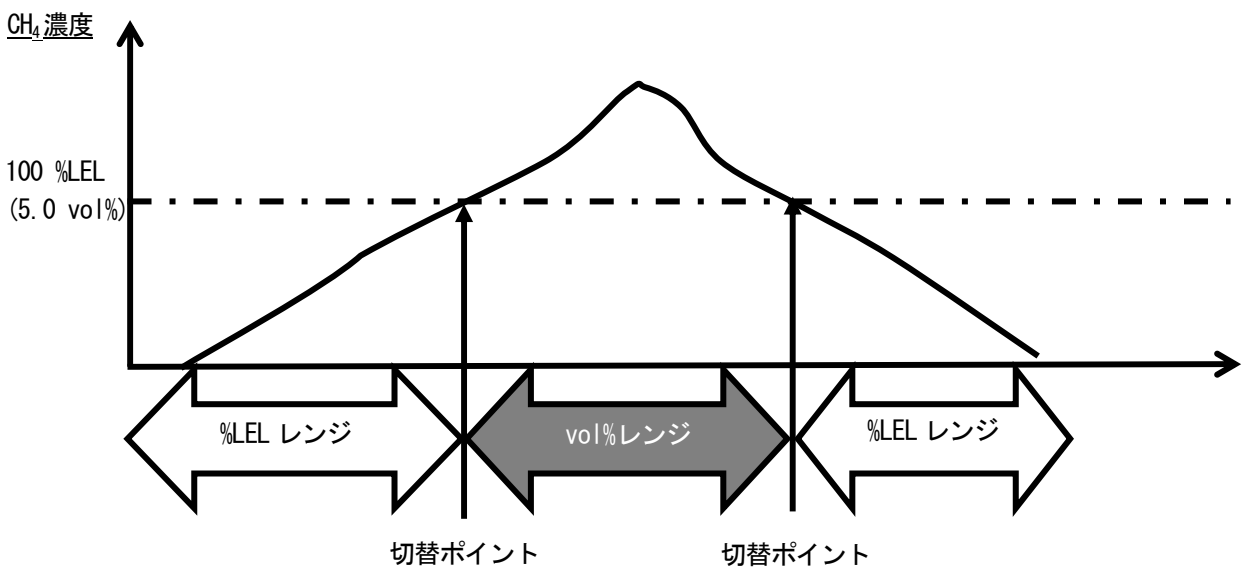 CH₄濃度
100 %LEL
(5.0 vol%)
%LEL レンジ
vol%レンジ
%LEL レンジ
切替ポイント
切替ポイント